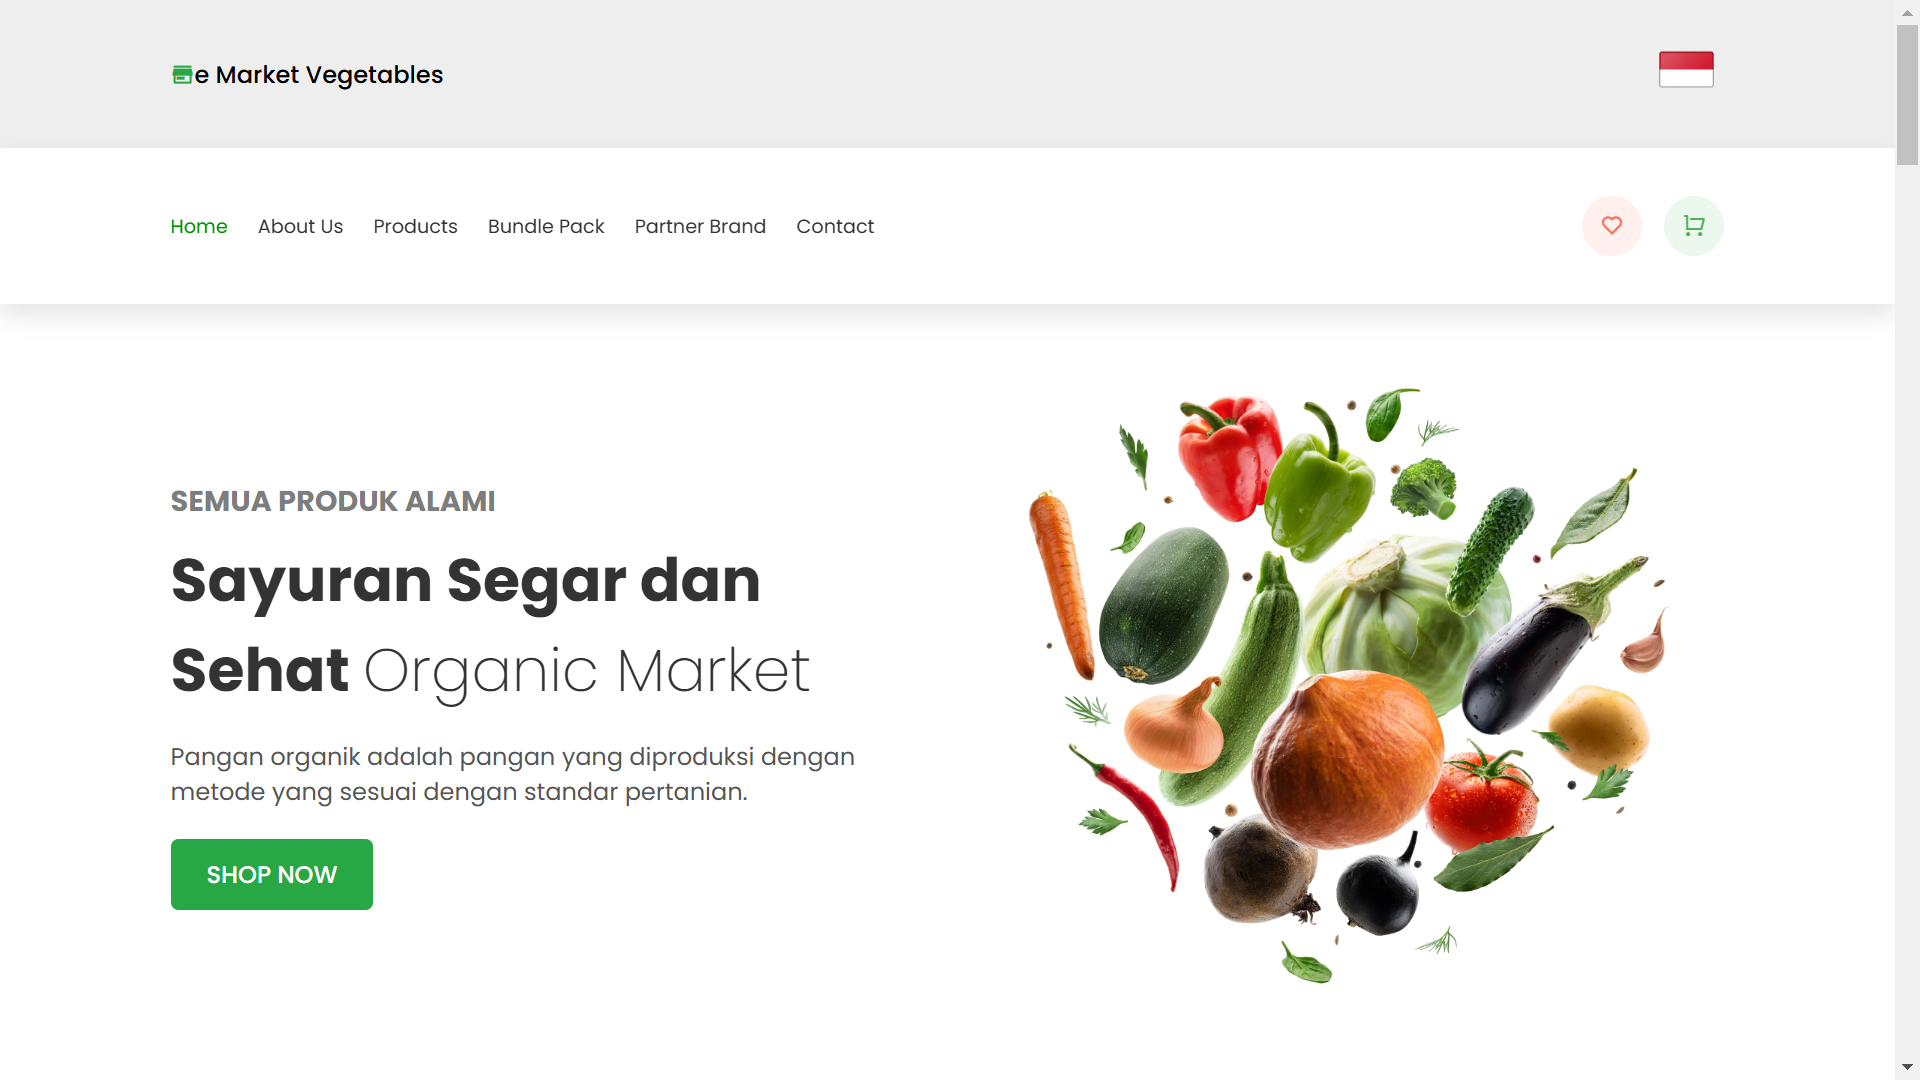 e Market Vegetables
Home About Us Products Bundle Pack Partner Brand Contact
SEMUA PRODUK ALAMI
Sayuran Segar dan
Sehat Organic Market
Pangan organik adalah pangan yang diproduksi dengan
metode yang sesuai dengan standar pertanian.
SHOP NOW